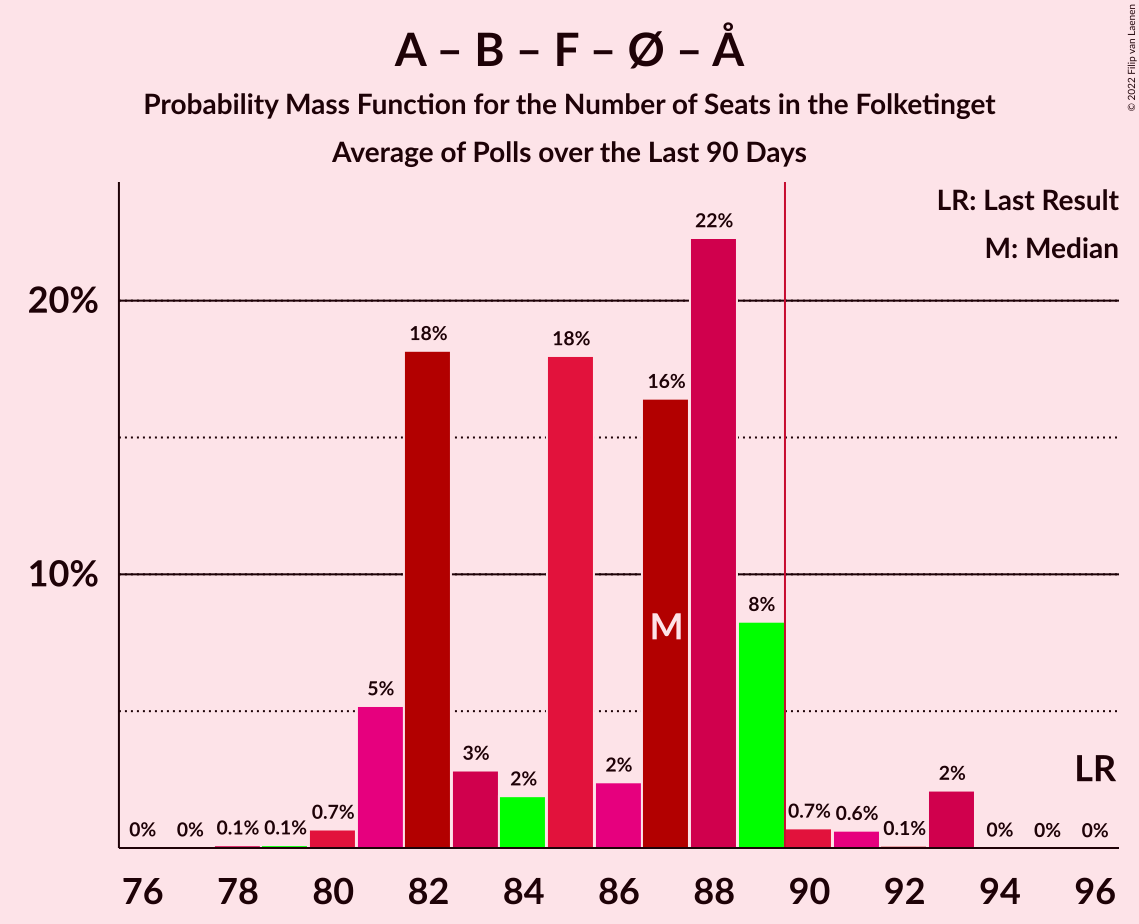 A – B – F – Ø – Å
Probability Mass Function for the Number of Seats in the Folketinget
Average of Polls over the Last 90 Days
© 2022 Filip van Laenen
LR: Last Result
M: Median
20%
10%
0%
0%
0.1%
0.1%
0.7%
5%
18%
3%
2%
18%
2%
16%
22%
8%
0.7%
0.6%
0.1%
2%
0%
0%
0%
M
LR
76 78 80 82 84 86 88 90 92 94 96